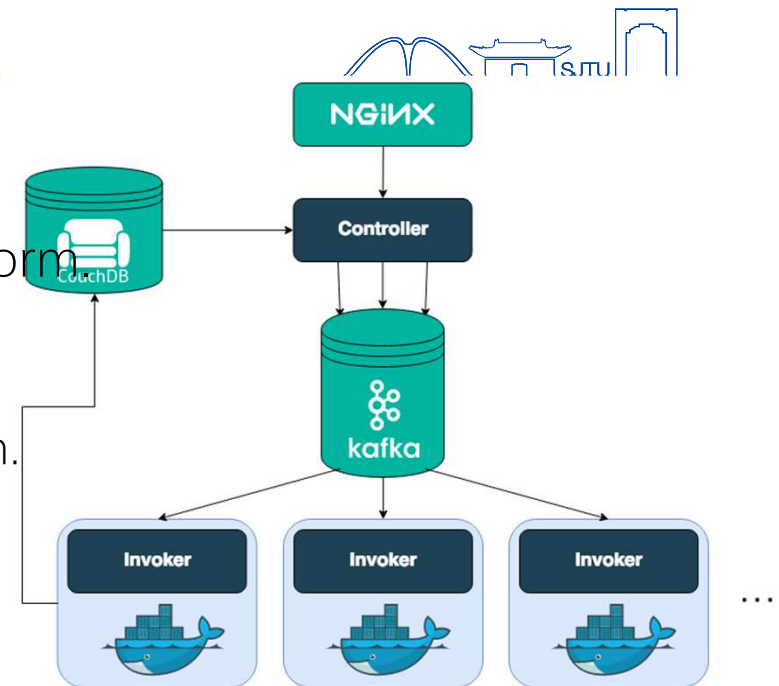 SJTU
NGiNX
Controller
orm.
CouchDB
kafka
n.
Invoker
Invoker
Invoker
...